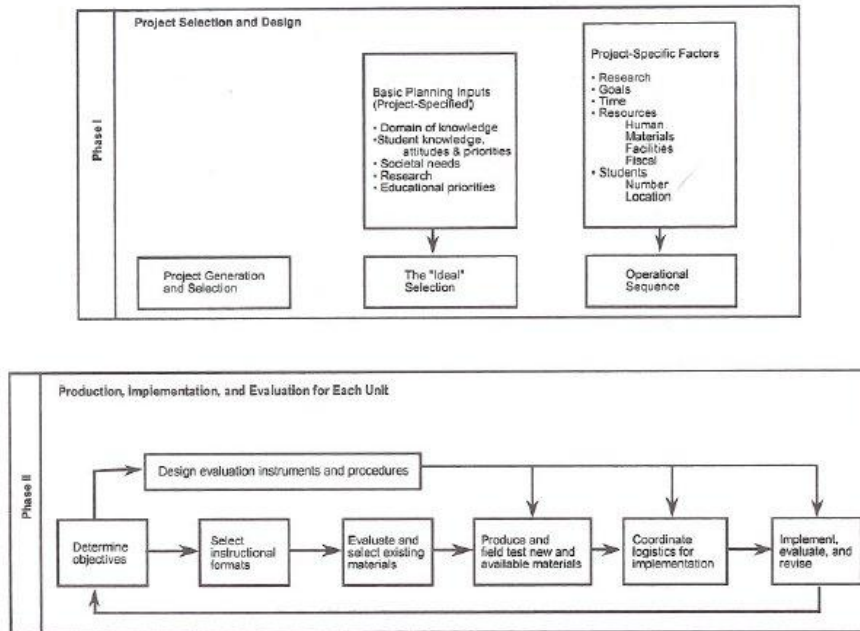 Phase I
Project Selection and Design
Basic Planning Inputs
(Project-Specified)
• Domain of knowledge
•Student knowledge,
attitudes & priorities
• Societal needs
• Research
• Educational priorities
Project-Specific Factors
• Research
• Goals
• Time
• Resources
Human
Materials
Facilities
Fiscal
• Students
Number
Location
Project Generation
and Selection
The "Ideal"
Selection
Operational
Sequence
Phase II
Production, Implementation, and Evaluation for Each Unit
Design evaluation instruments and procedures
Determine
objectives
Select
instructional
formats
Evaluate and
select existing
materials
Produce and
field test new and
available materials
Coordinate
logistics for
implementation
Implement,
evaluate, and
revise